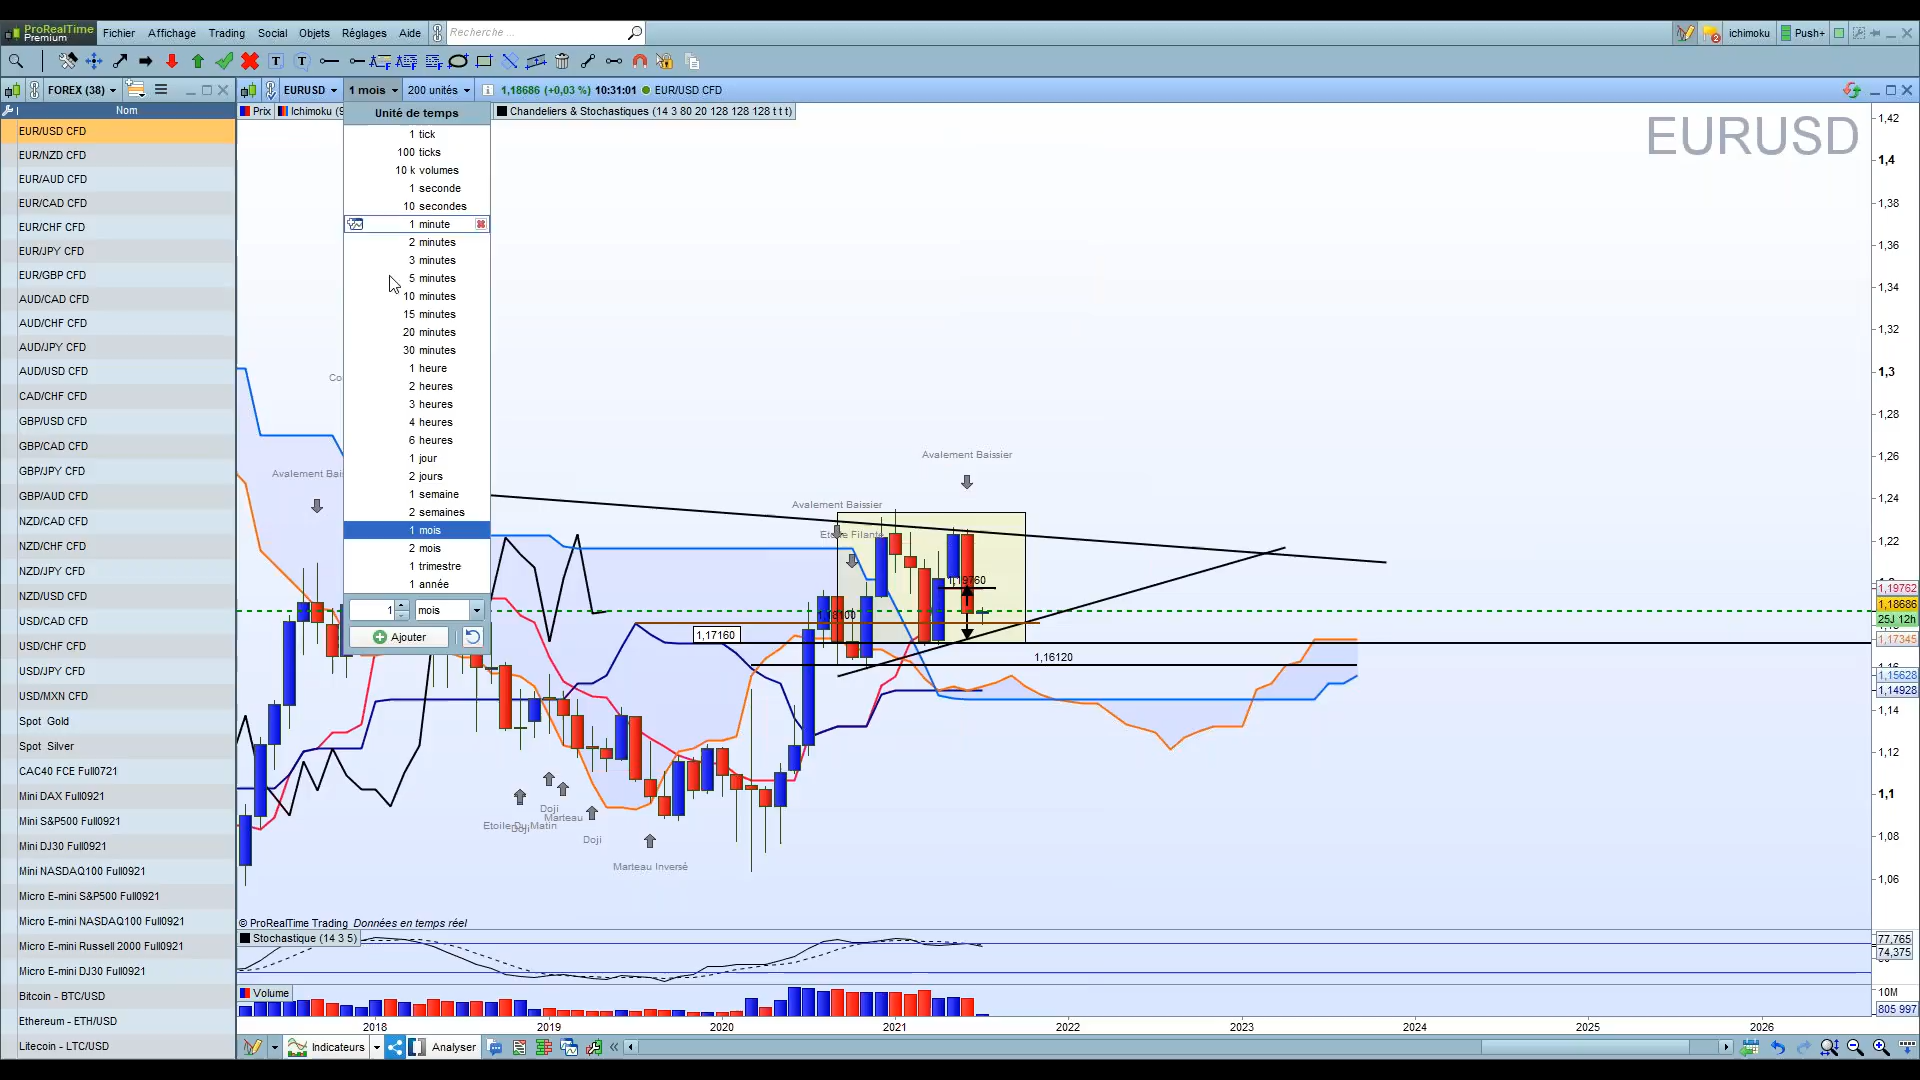 ProRealTime
Premium
Fichier Affichage Trading Social Objets Réglages Aide Recherche ... ichimoku Push+
2
FOREX (38) EURUSD 1 mois 200 unités 1,18686 (+0,03 %) 10:31:01 EUR/USD CFD
Nom
Prix Ichimoku (9 Chandeliers & Stochastiques (14 3 80 20 128 128 128 t t t)
EURUSD
EUR/USD CFD
EUR/NZD CFD
EUR/AUD CFD
EUR/CAD CFD
EUR/CHF CFD
EUR/JPY CFD
EUR/GBP CFD
AUD/CAD CFD
AUD/CHF CFD
AUD/JPY CFD
AUD/USD CFD
CAD/CHF CFD
GBP/USD CFD
GBP/CAD CFD
GBP/JPY CFD
GBP/AUD CFD
NZD/CAD CFD
NZD/CHF CFD
NZD/JPY CFD
NZD/USD CFD
USD/CAD CFD
USD/CHF CFD
USD/JPY CFD
USD/MXN CFD
Spot Gold
Spot Silver
CAC40 FCE Full0721
Mini DAX Full0921
Mini S&P500 Full0921
Mini DJ30 Full0921
Mini NASDAQ100 Full0921
Micro E-mini S&P500 Full0921
Micro E-mini NASDAQ100 Full0921
Micro E-mini Russell 2000 Full0921
Micro E-mini DJ30 Full0921
Bitcoin - BTC/USD
Ethereum - ETH/USD
Litecoin - LTC/USD
Unité de temps
1 tick
100 ticks
10 k volumes
1 seconde
10 secondes
1 minute
2 minutes
3 minutes
5 minutes
10 minutes
15 minutes
20 minutes
30 minutes
1 heure
2 heures
3 heures
4 heures
6 heures
1 jour
2 jours
1 semaine
2 semaines
1 mois
2 mois
1 trimestre
1 année
1 mois
Ajouter
Co
Avalement Bai
Avalement Baissier
Avalement Baissier
Etoile Filante
1,19760
1,18100
1,17160
1,16120
Doji
Marteau
Etoile Du Matin
Doji
Doji
Marteau Inversé
1,42
1,4
1,38
1,36
1,34
1,32
1,3
1,28
1,26
1,24
1,22
1,19762
1,18686
25J 12h
1,17345
1,16
1,15628
1,14928
1,14
1,12
1,1
1,08
1,06
© ProRealTime Trading Données en temps réel
Stochastique (14 3 5)
77,765
74,375
Volume
10M
805 997
2018 2019 2020 2021 2022 2023 2024 2025 2026
Indicateurs Analyser